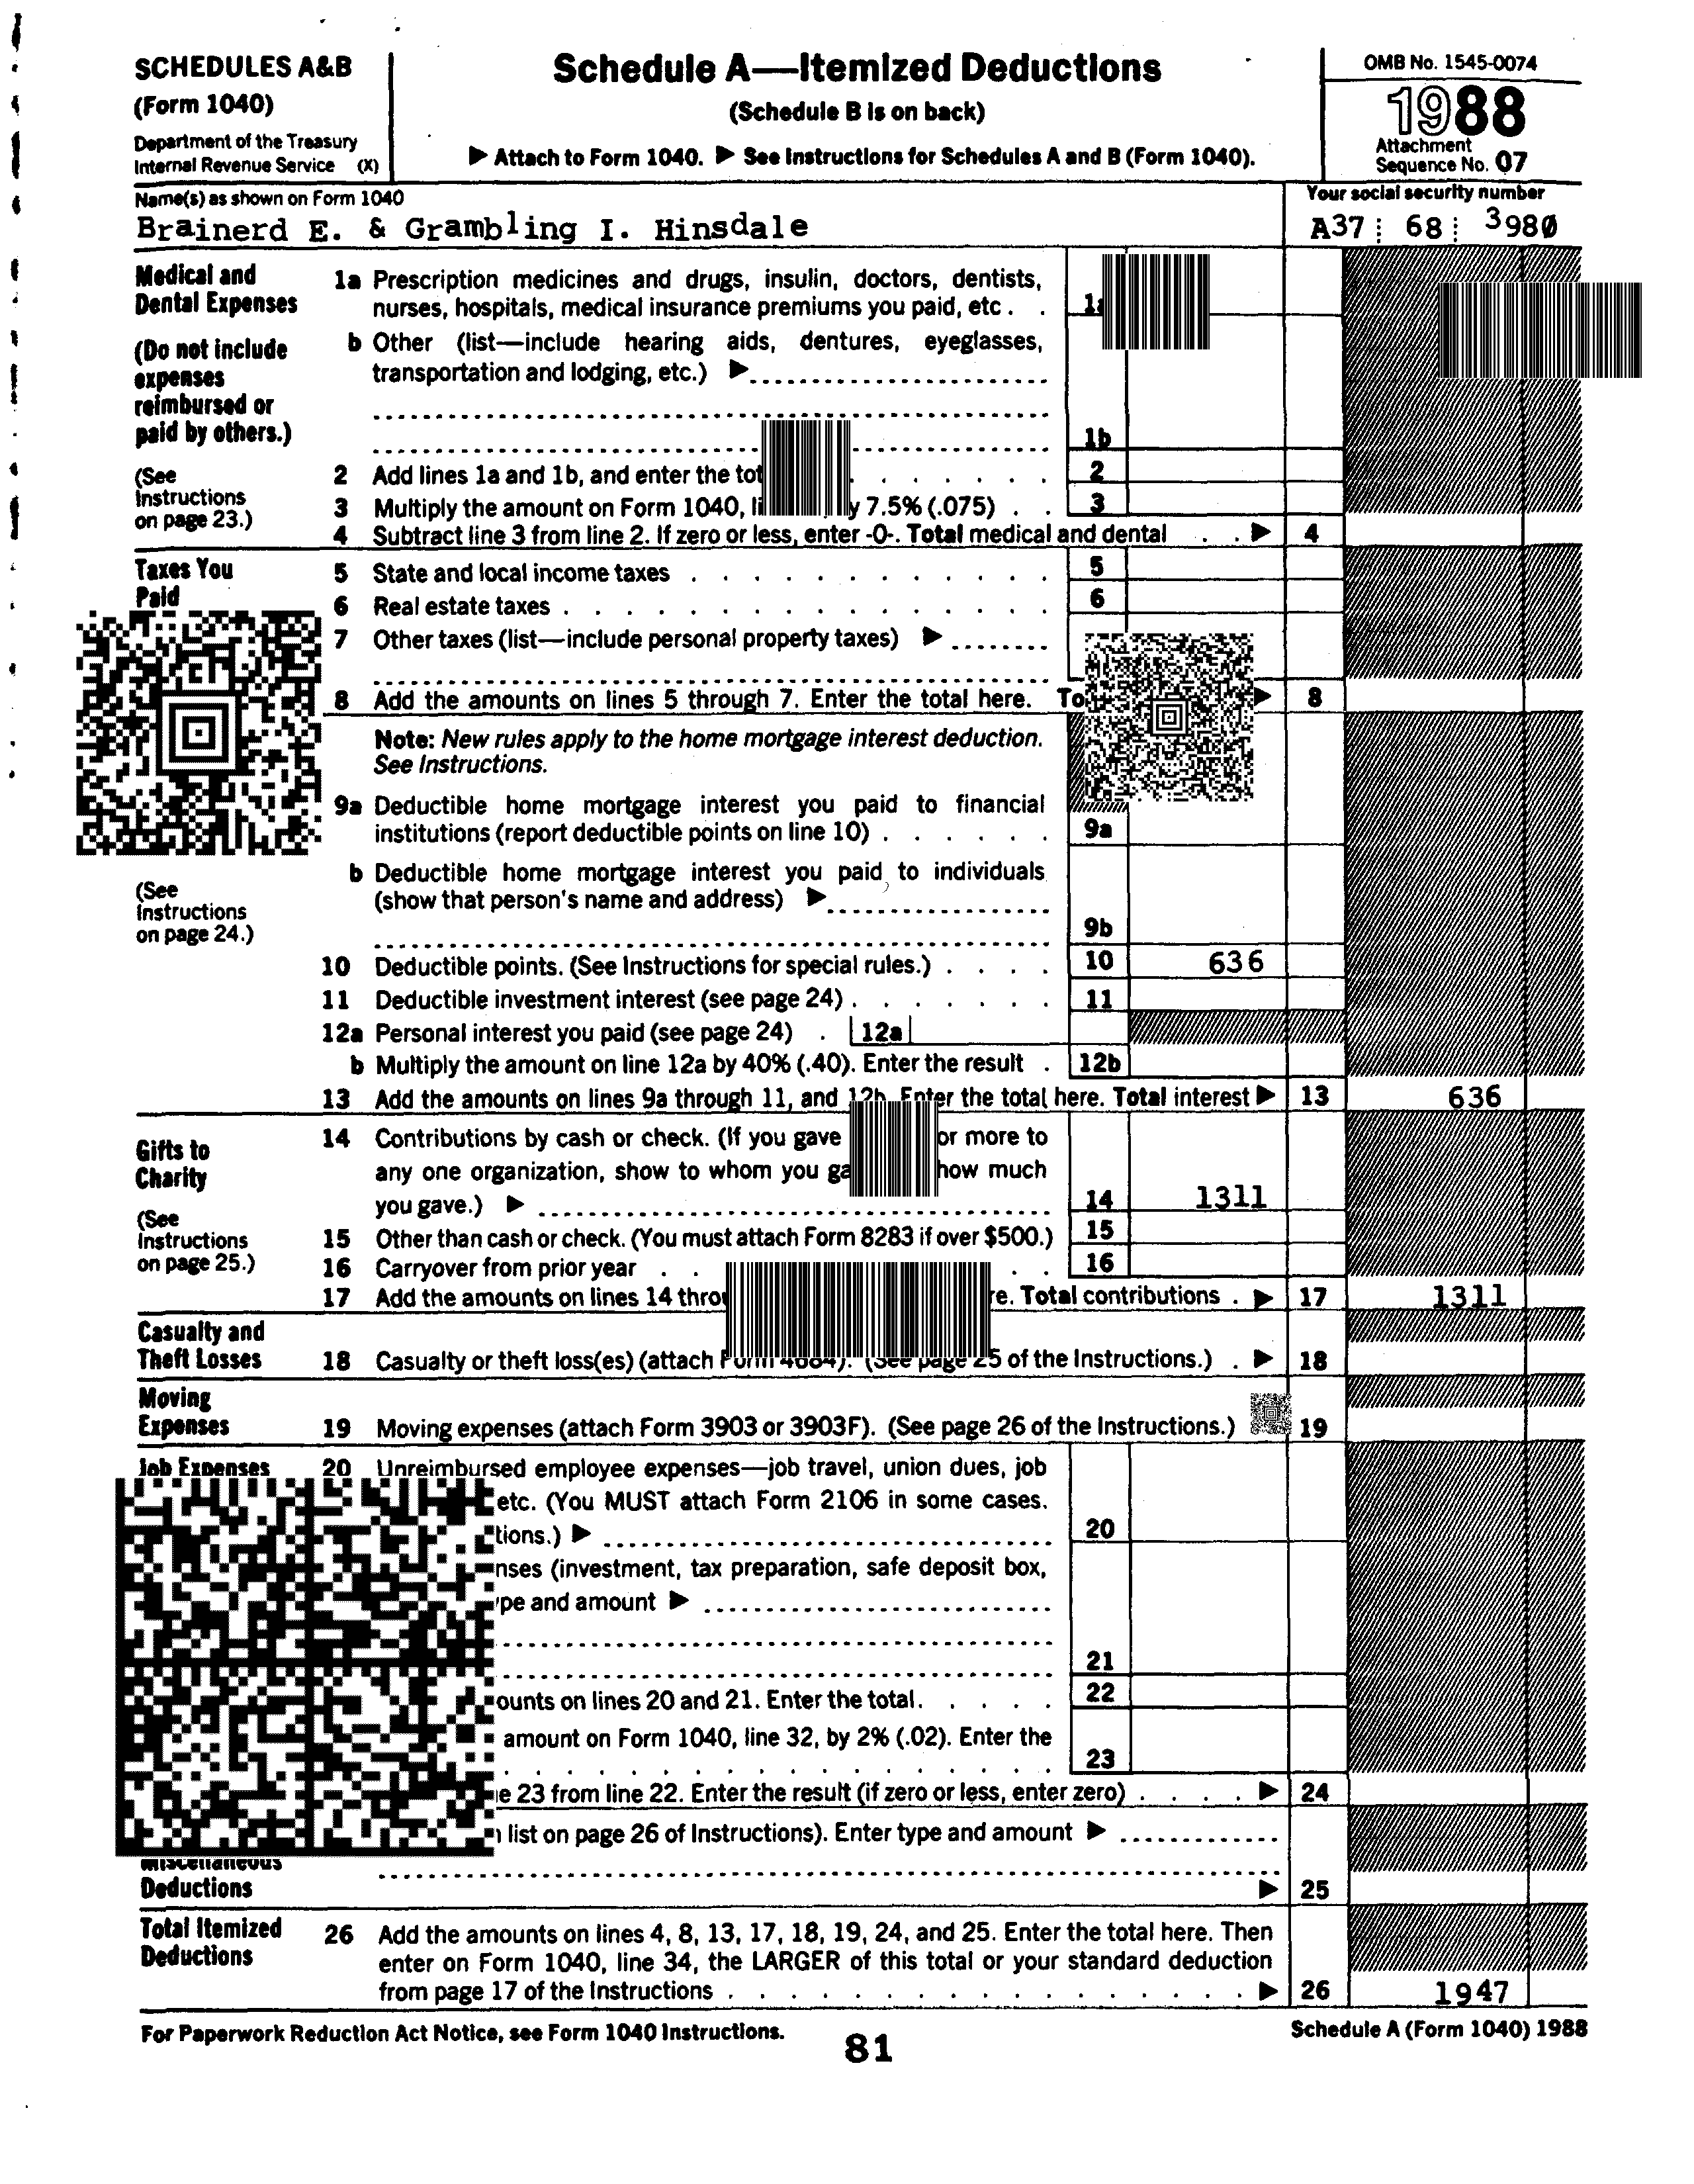 SCHEDULES A&B
(Form 1040)
Department of the Treasury
Internal Revenue Service (X)
Schedule A—Itemized Deductions
(Schedule B is on back)
▶ Attach to Form 1040. ▶ See Instructions for Schedules A and B (Form 1040).
OMB No. 1545-0074
1988
Attachment
Sequence No. 07
Name(s) as shown on Form 1040
Brainerd E. & Grambling I. Hinsdale
Your social security number
A37 68 3980
Medical and
Dental Expenses
(Do not include
expenses
reimbursed or
paid by others.)
(See
Instructions
on page 23.)
1a Prescription medicines and drugs, insulin, doctors, dentists,
nurses, hospitals, medical insurance premiums you paid, etc . .
b Other (list—include hearing aids, dentures, eyeglasses,
transportation and lodging, etc.) ▶
1b
2 Add lines 1a and 1b, and enter the . . . . . . 2
3 Multiply the amount on Form 1040, 7.5% (.075) . . 3
4 Subtract line 3 from line 2. If zero or less, enter -0-. Total medical and dental . . ▶ 4
Taxes You
Paid
5 State and local income taxes . . . . . . . . . . . . 5
6 Real estate taxes . . . . . . . . . . . . . . . . 6
7 Other taxes (list—include personal property taxes) ▶
8 Add the amounts on lines 5 through 7. Enter the total here. ▶ 8
Note: New rules apply to the home mortgage interest deduction.
See Instructions.
9a Deductible home mortgage interest you paid to financial
institutions (report deductible points on line 10) . . . . . . 9a
(See
Instructions
on page 24.)
b Deductible home mortgage interest you paid to individuals
(show that person's name and address) ▶
9b
10 Deductible points. (See Instructions for special rules.) . . . . 10 636
11 Deductible investment interest (see page 24) . . . . . . . 11
12a Personal interest you paid (see page 24) . 12a
b Multiply the amount on line 12a by 40% (.40). Enter the result . 12b
13 Add the amounts on lines 9a through 11, and 12b. Enter the total here. Total interest ▶ 13 636
Gifts to
Charity
(See
Instructions
on page 25.)
14 Contributions by cash or check. (If you gave or more to
any one organization, show to whom you how much
you gave.) ▶ 14 1311
15 Other than cash or check. (You must attach Form 8283 if over $500.) 15
16 Carryover from prior year . . . . 16
17 Add the amounts on lines 14 Total contributions . ▶ 17 1311
Casualty and
Theft Losses
18 Casualty or theft loss(es) (attach Form 4684). (See page 25 of the Instructions.) . ▶ 18
Moving
Expenses
19 Moving expenses (attach Form 3903 or 3903F). (See page 26 of the Instructions.) 19
Job Expenses
20 Unreimbursed employee expenses—job travel, union dues, job
etc. (You MUST attach Form 2106 in some cases.
▶ 20
(investment, tax preparation, safe deposit box,
and amount ▶
21
on lines 20 and 21. Enter the total. . . . . 22
amount on Form 1040, line 32, by 2% (.02). Enter the
23
23 from line 22. Enter the result (if zero or less, enter zero) . . . . ▶ 24
list on page 26 of Instructions). Enter type and amount ▶
Miscellaneous
Deductions
▶ 25
Total Itemized
Deductions
26 Add the amounts on lines 4, 8, 13, 17, 18, 19, 24, and 25. Enter the total here. Then
enter on Form 1040, line 34, the LARGER of this total or your standard deduction
from page 17 of the Instructions . . . . . . . . . . . . . . . . ▶ 26 1947
For Paperwork Reduction Act Notice, see Form 1040 Instructions.
81
Schedule A (Form 1040) 1988